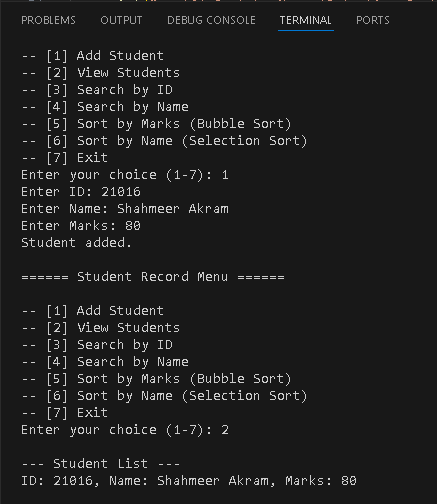 PROBLEMS OUTPUT DEBUG CONSOLE TERMINAL PORTS
-- [1] Add Student
-- [2] View Students
-- [3] Search by ID
-- [4] Search by Name
-- [5] Sort by Marks (Bubble Sort)
-- [6] Sort by Name (Selection Sort)
-- [7] Exit
Enter your choice (1-7): 1
Enter ID: 21016
Enter Name: Shahmeer Akram
Enter Marks: 80
Student added.
====== Student Record Menu ======
-- [1] Add Student
-- [2] View Students
-- [3] Search by ID
-- [4] Search by Name
-- [5] Sort by Marks (Bubble Sort)
-- [6] Sort by Name (Selection Sort)
-- [7] Exit
Enter your choice (1-7): 2
--- Student List ---
ID: 21016, Name: Shahmeer Akram, Marks: 80